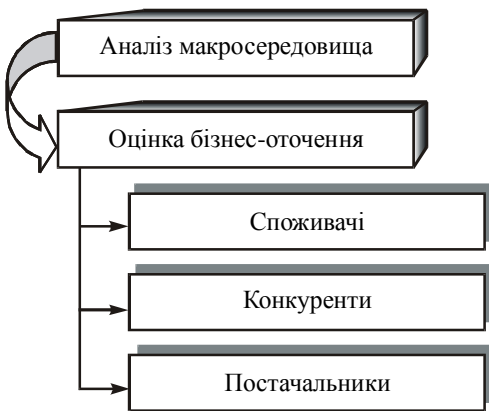 Аналіз макросередовища
Оцінка бізнес-оточення
Споживачі
Конкуренти
Постачальники